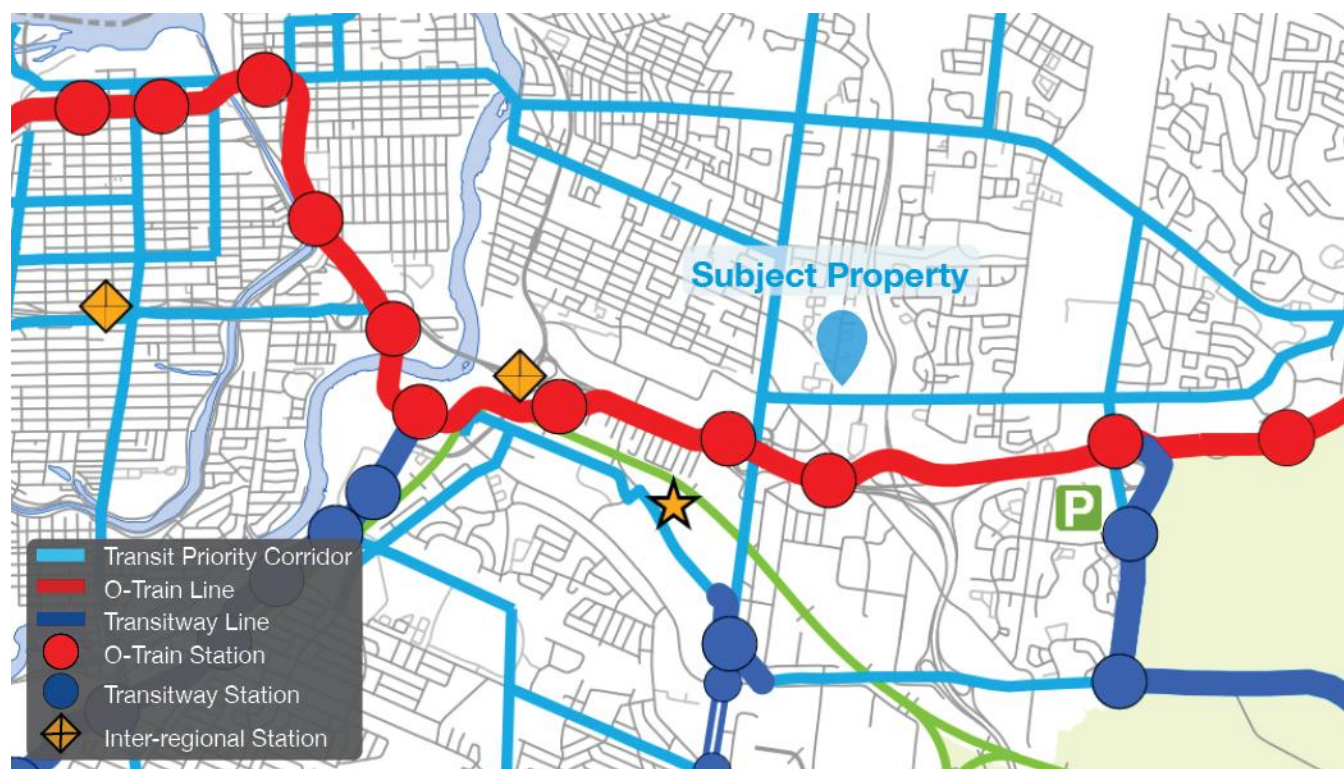 Subject Property
P
Transit Priority Corridor
O-Train Line
Transitway Line
O-Train Station
Transitway Station
Inter-regional Station